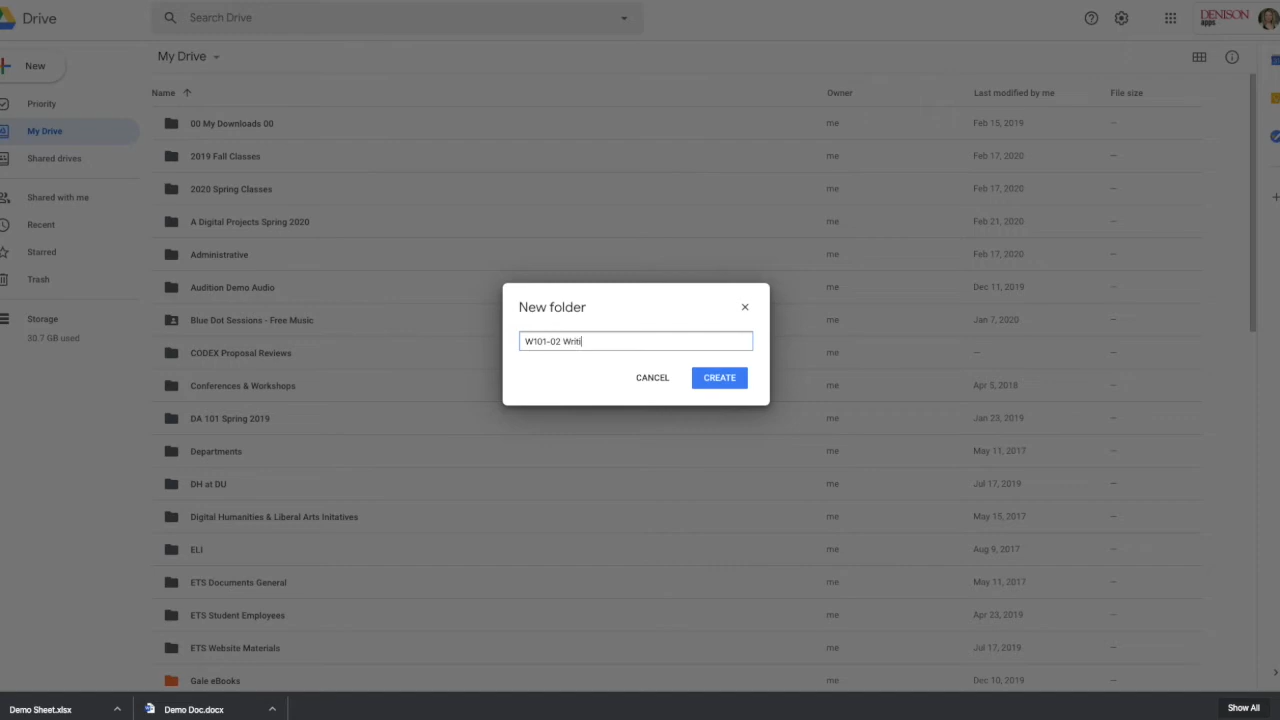 Drive
Search Drive
DENISON
apps
New
My Drive
Priority
My Drive
Shared drives
Shared with me
Recent
Starred
Trash
Storage
30.7 GB used
Name Owner Last modified by me File size
00 My Downloads 00 me Feb 15, 2019 —
2019 Fall Classes me Feb 17, 2020 —
2020 Spring Classes me Feb 17, 2020 —
A Digital Projects Spring 2020 me Feb 21, 2020 —
Administrative me Feb 17, 2020 —
Audition Demo Audio me Dec 11, 2019 —
Blue Dot Sessions - Free Music me Jan 7, 2020 —
CODEX Proposal Reviews me — —
Conferences & Workshops me Apr 5, 2018 —
DA 101 Spring 2019 me Jan 23, 2019 —
Departments me May 11, 2017 —
DH at DU me Jul 17, 2019 —
Digital Humanities & Liberal Arts Initatives me May 15, 2017 —
ELI me Aug 9, 2017 —
ETS Documents General me May 11, 2017 —
ETS Student Employees me Apr 23, 2019 —
ETS Website Materials me Jul 17, 2019 —
Gale eBooks me Dec 10, 2019 —
New folder
W101-02 Writi
CANCEL CREATE
Demo Sheet.xlsx
Demo Doc.docx
Show All